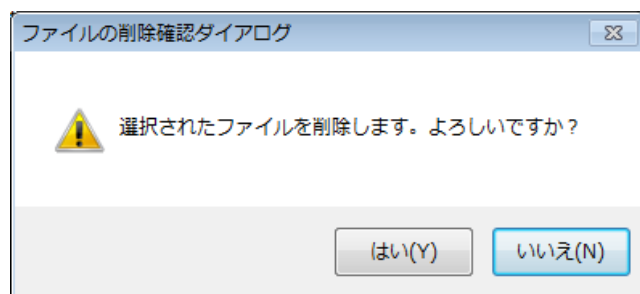 ファイルの削除確認ダイアログ
選択されたファイルを削除します。よろしいですか？
はい(Y)
いいえ(N)